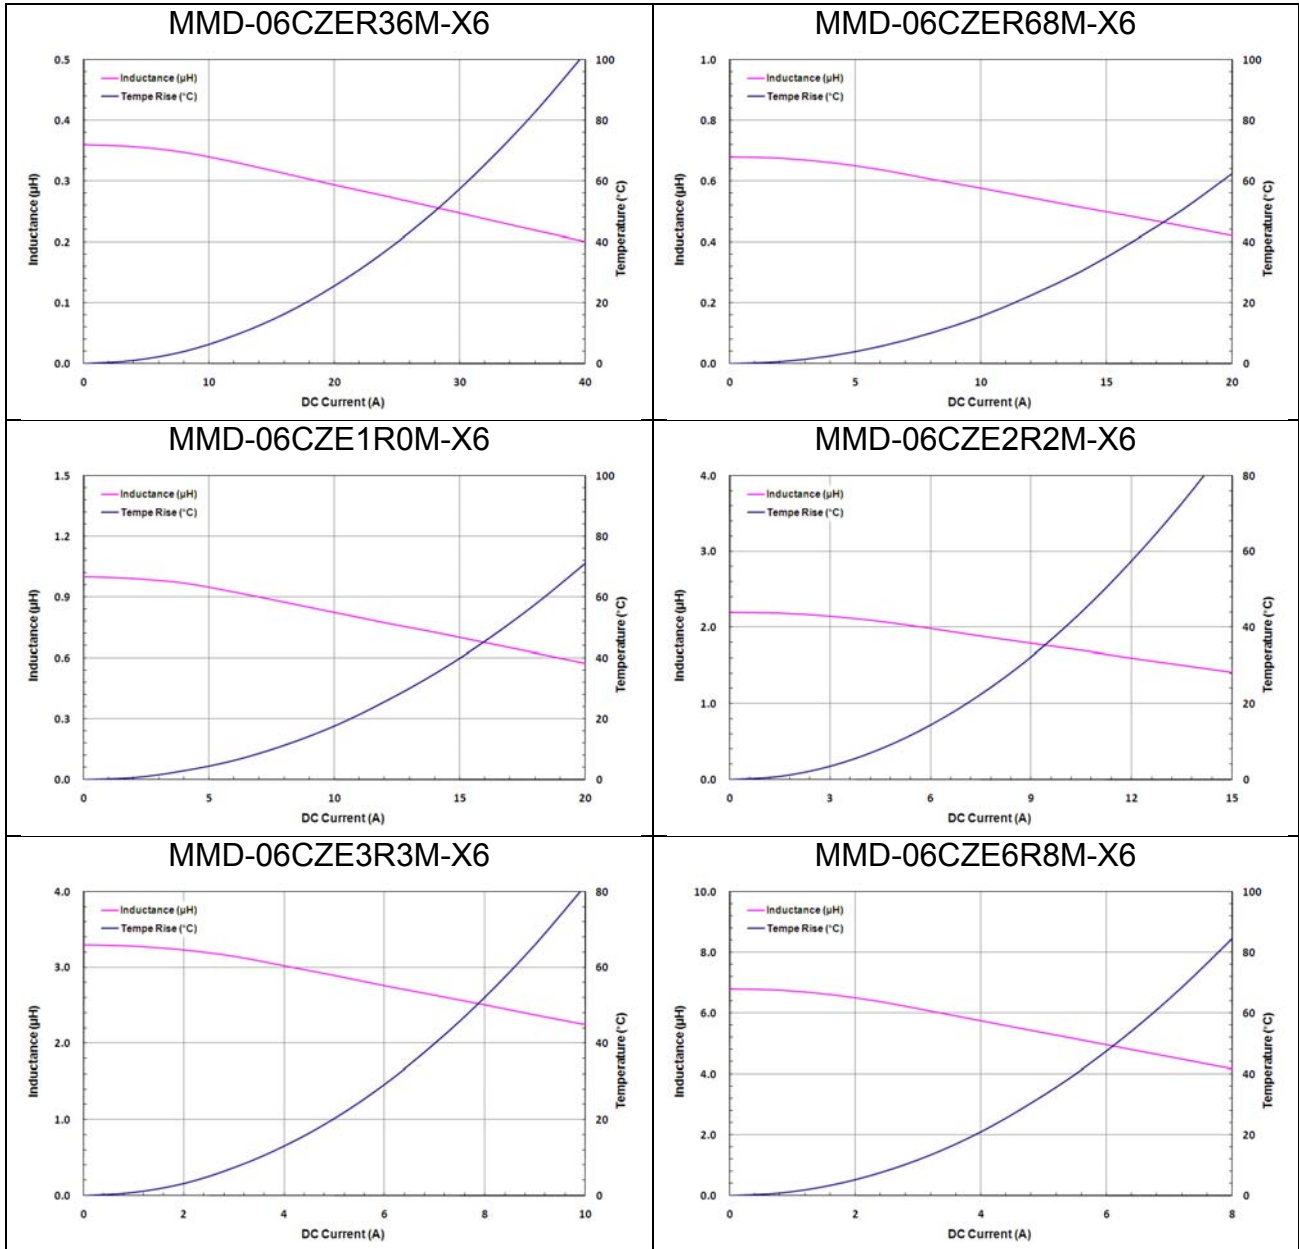 MMD-06CZER36M-X6
0.5
0.4
0.3
0.2
0.1
0.0
Inductance (µH)
Inductance (µH)
Tempe Rise (°C)
100
80
60
40
20
0
Temperature (°C)
0 10 20 30 40
DC Current (A)
MMD-06CZER68M-X6
1.0
0.8
0.6
0.4
0.2
0.0
Inductance (µH)
Inductance (µH)
Tempe Rise (°C)
100
80
60
40
20
0
Temperature (°C)
0 5 10 15 20
DC Current (A)
MMD-06CZE1R0M-X6
1.5
1.2
0.9
0.6
0.3
0.0
Inductance (µH)
Inductance (µH)
Tempe Rise (°C)
100
80
60
40
20
0
Temperature (°C)
0 5 10 15 20
DC Current (A)
MMD-06CZE2R2M-X6
4.0
3.0
2.0
1.0
0.0
Inductance (µH)
Inductance (µH)
Tempe Rise (°C)
80
60
40
20
0
Temperature (°C)
0 3 6 9 12 15
DC Current (A)
MMD-06CZE3R3M-X6
4.0
3.0
2.0
1.0
0.0
Inductance (µH)
Inductance (µH)
Tempe Rise (°C)
80
60
40
20
0
Temperature (°C)
0 2 4 6 8 10
DC Current (A)
MMD-06CZE6R8M-X6
10.0
8.0
6.0
4.0
2.0
0.0
Inductance (µH)
Inductance (µH)
Tempe Rise (°C)
100
80
60
40
20
0
Temperature (°C)
0 2 4 6 8
DC Current (A)